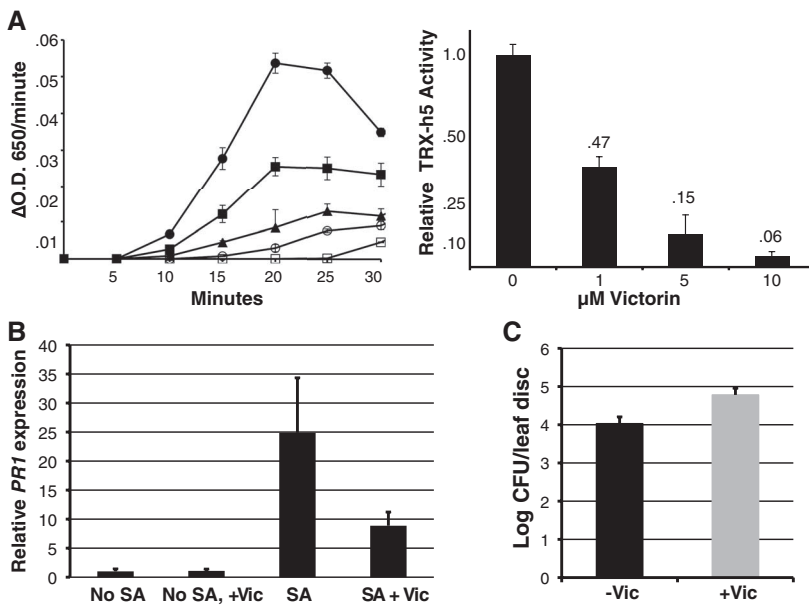 A
.06
.05
.04
.03
.02
.01
ΔO.D. 650/minute
5 10 15 20 25 30
Minutes
Relative TRX-h5 Activity
1.0
.50
.25
.10
.47
.15
.06
0 1 5 10
μM Victorin
B
Relative PR1 expression
40
35
30
25
20
15
10
5
0
No SA No SA, +Vic SA SA + Vic
C
Log CFU/leaf disc
6
5
4
3
2
1
0
-Vic +Vic